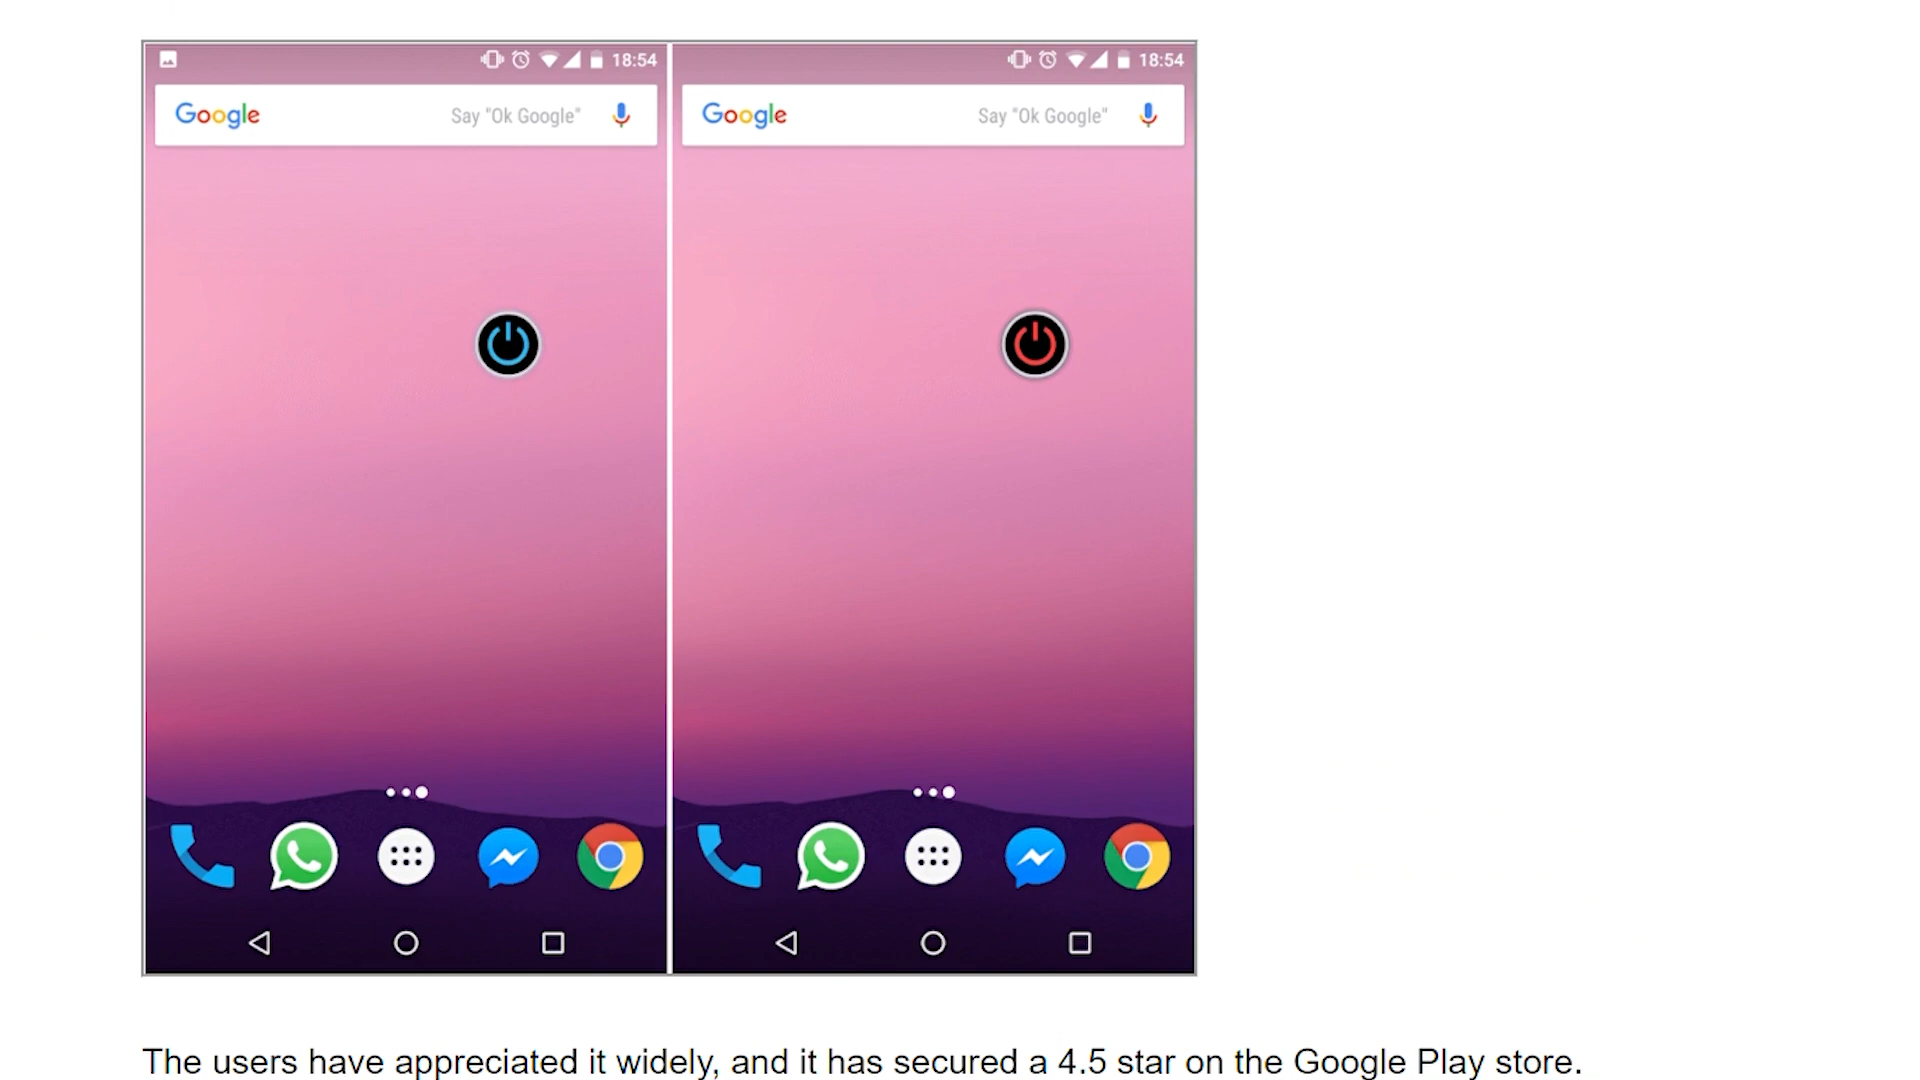 18:54
Google Say "Ok Google"
18:54
Google Say "Ok Google"
The users have appreciated it widely, and it has secured a 4.5 star on the Google Play store.